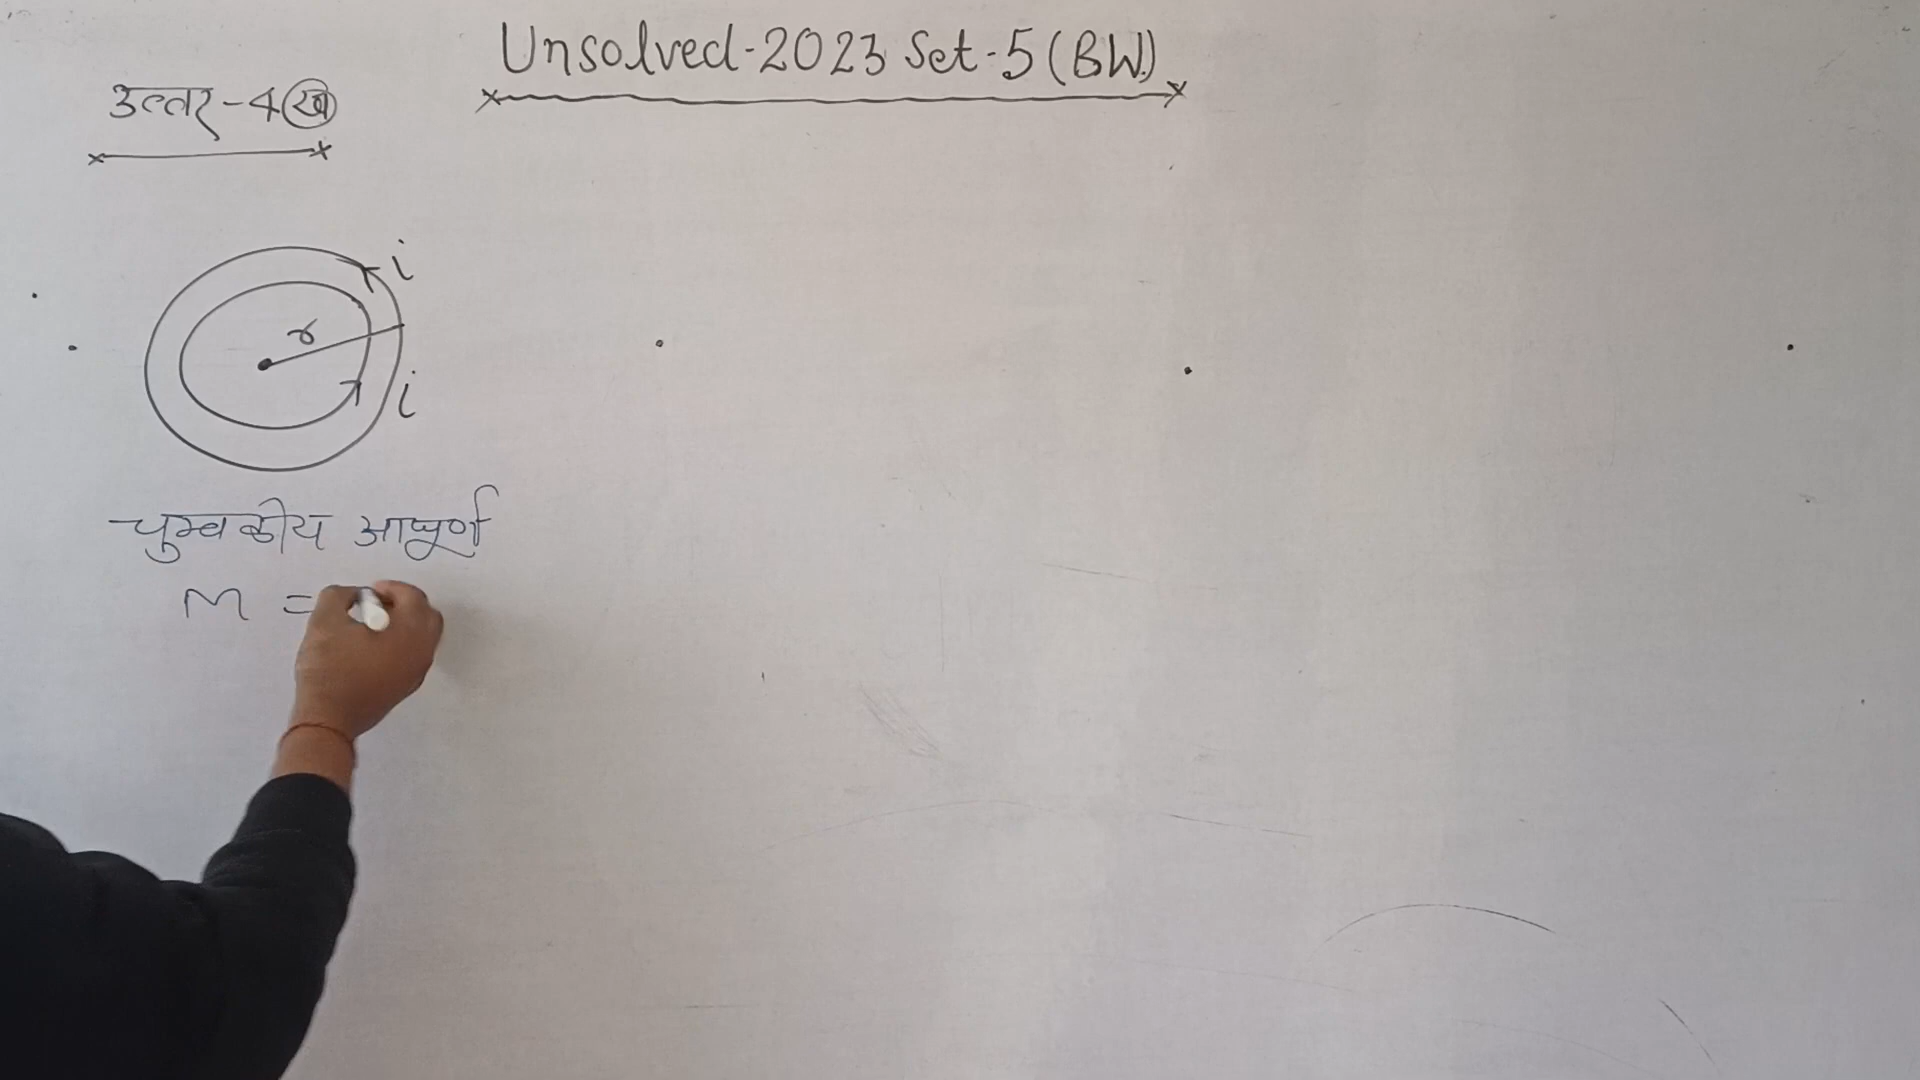 Unsolved-2023 Set-5 (BW)
उत्तर-4 (ख)
i
r
i
चुम्बकीय आघूर्ण
M =